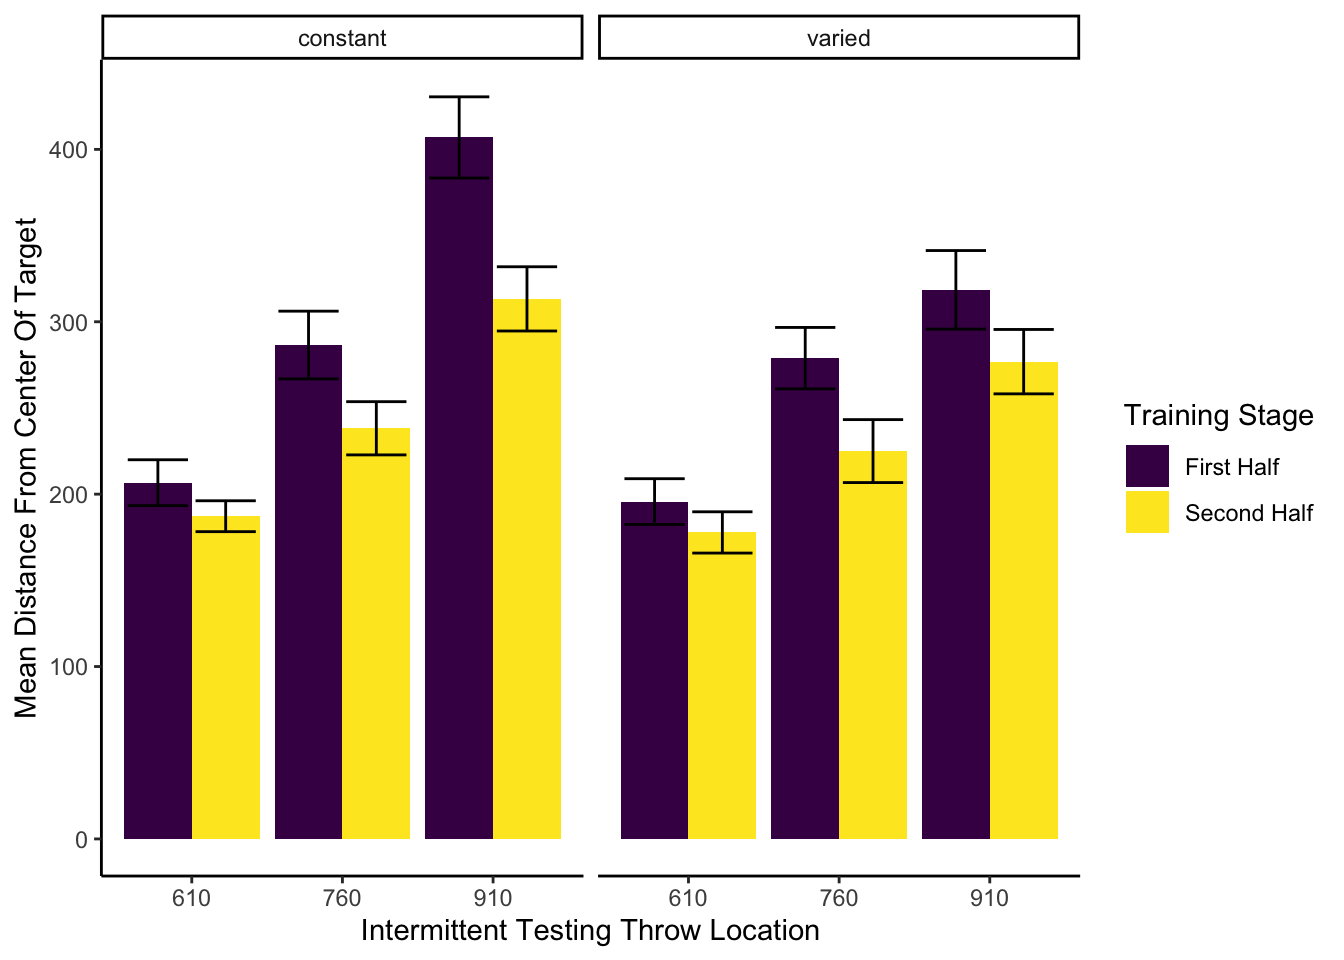 constant
varied
Mean Distance From Center Of Target
400
300
200
100
0
610
760
910
610
760
910
Intermittent Testing Throw Location
Training Stage
First Half
Second Half